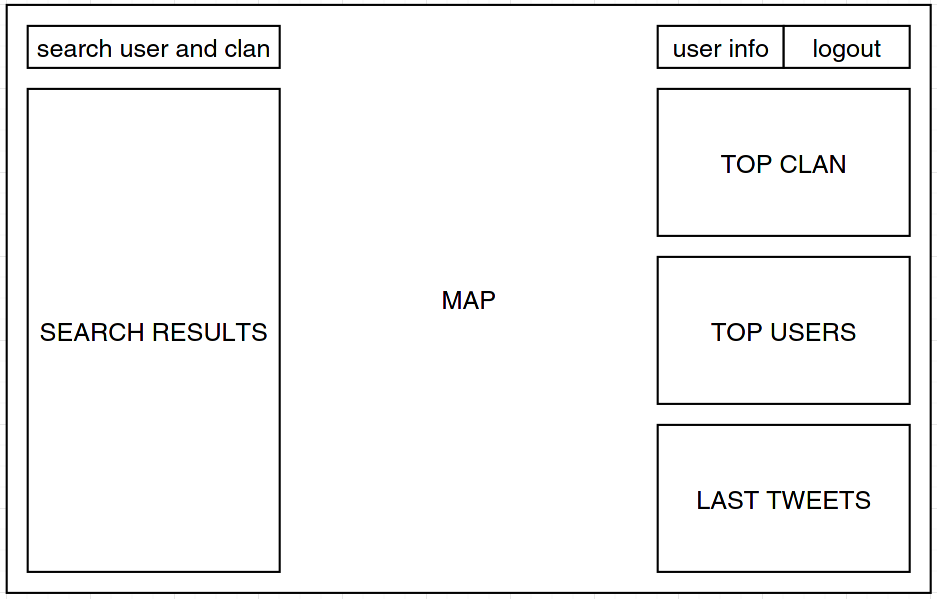 search user and clan
user info
logout
TOP CLAN
MAP
SEARCH RESULTS
TOP USERS
LAST TWEETS